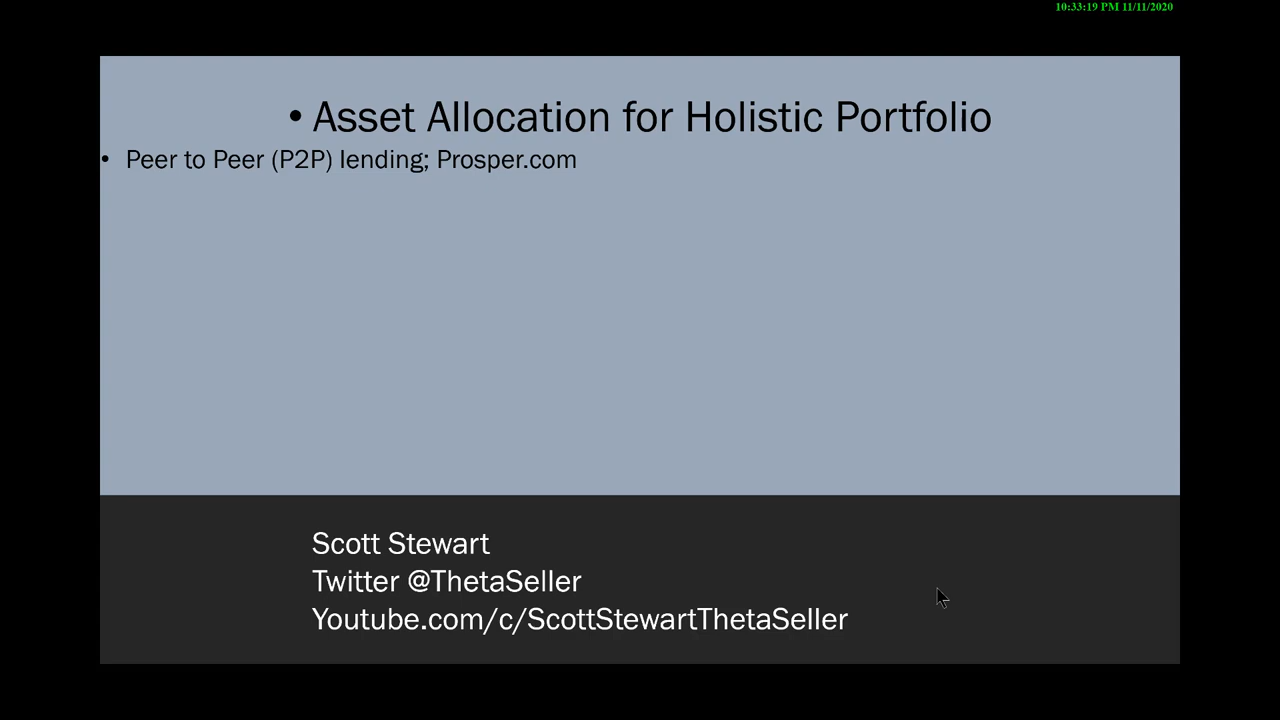 10:33:19 PM 11/11/2020
• Asset Allocation for Holistic Portfolio
• Peer to Peer (P2P) lending; Prosper.com
Scott Stewart
Twitter @ThetaSeller
Youtube.com/c/ScottStewartThetaSeller